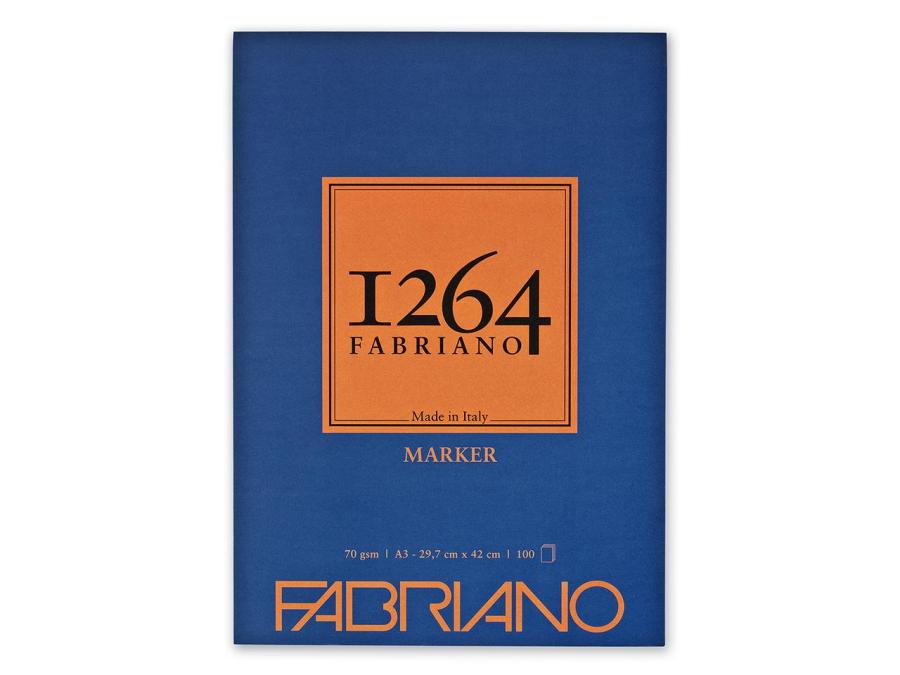 1264
FABRIANO
Made in Italy
MARKER
70 gsm | A3 - 29,7 cm x 42 cm | 100
FABRIANO